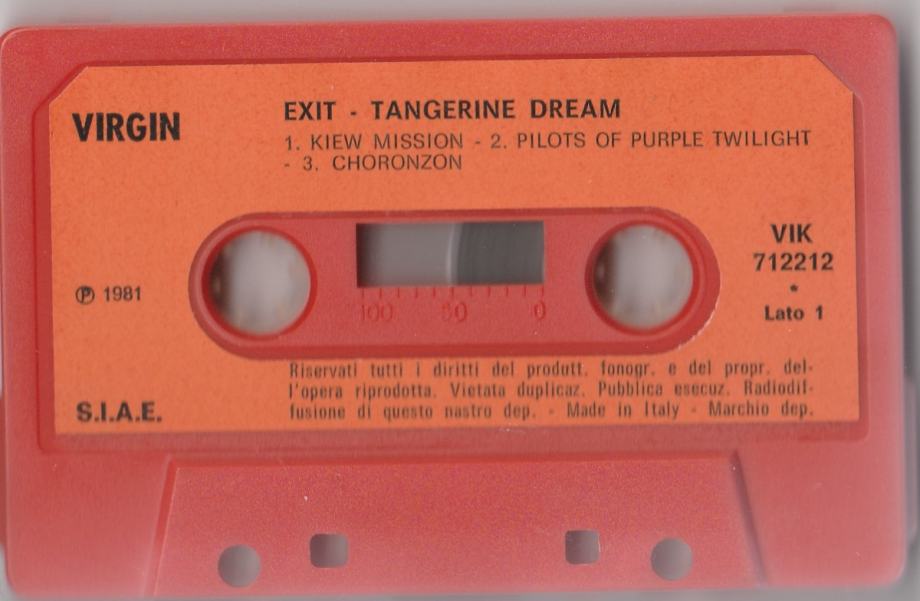 VIRGIN
EXIT - TANGERINE DREAM
1. KIEW MISSION - 2. PILOTS OF PURPLE TWILIGHT
- 3. CHORONZON
VIK
712212
*
Lato 1
℗ 1981
100 50 0
S.I.A.E.
Riservati tutti i diritti del produtt. fonogr. e del propr. del-
l'opera riprodotta. Vietata duplicaz. Pubblica esecuz. Radiodif-
fusione di questo nastro dep. - Made in Italy - Marchio dep.